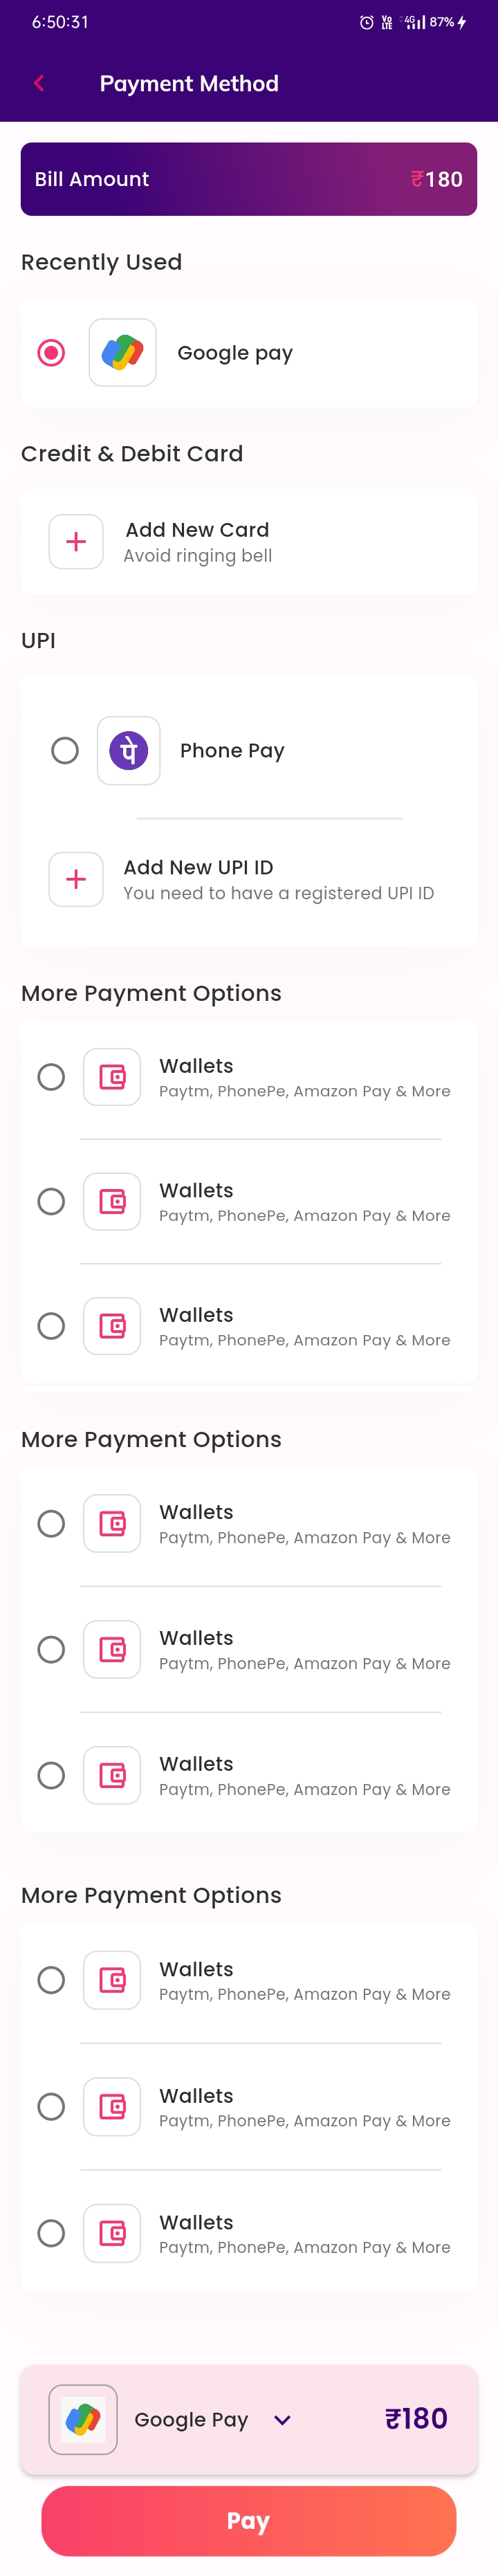 6:50:31
Vo LTE 4G 87%
Payment Method
Bill Amount ₹180
Recently Used
Google pay
Credit & Debit Card
Add New Card
Avoid ringing bell
UPI
पे Phone Pay
Add New UPI ID
You need to have a registered UPI ID
More Payment Options
Wallets
Paytm, PhonePe, Amazon Pay & More
Wallets
Paytm, PhonePe, Amazon Pay & More
Wallets
Paytm, PhonePe, Amazon Pay & More
More Payment Options
Wallets
Paytm, PhonePe, Amazon Pay & More
Wallets
Paytm, PhonePe, Amazon Pay & More
Wallets
Paytm, PhonePe, Amazon Pay & More
More Payment Options
Wallets
Paytm, PhonePe, Amazon Pay & More
Wallets
Paytm, PhonePe, Amazon Pay & More
Wallets
Paytm, PhonePe, Amazon Pay & More
Google Pay ₹180
Pay